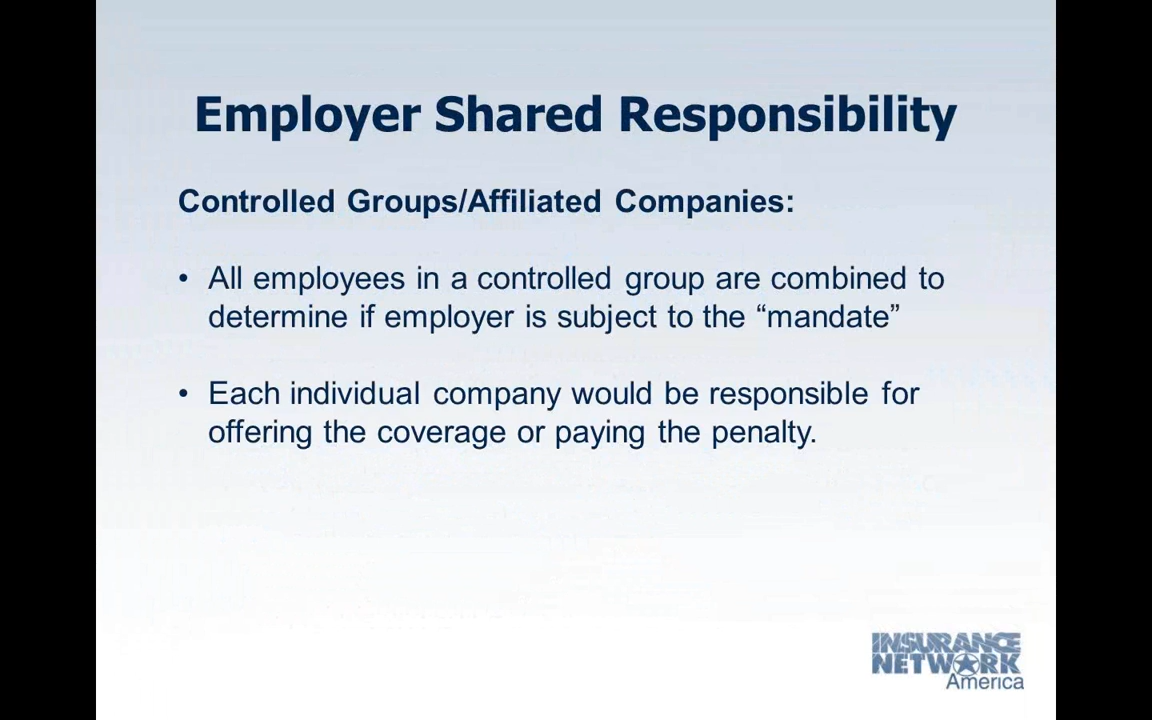 Employer Shared Responsibility
Controlled Groups/Affiliated Companies:
• All employees in a controlled group are combined to
determine if employer is subject to the “mandate”
• Each individual company would be responsible for
offering the coverage or paying the penalty.
INSURANCE
NETWORK
America